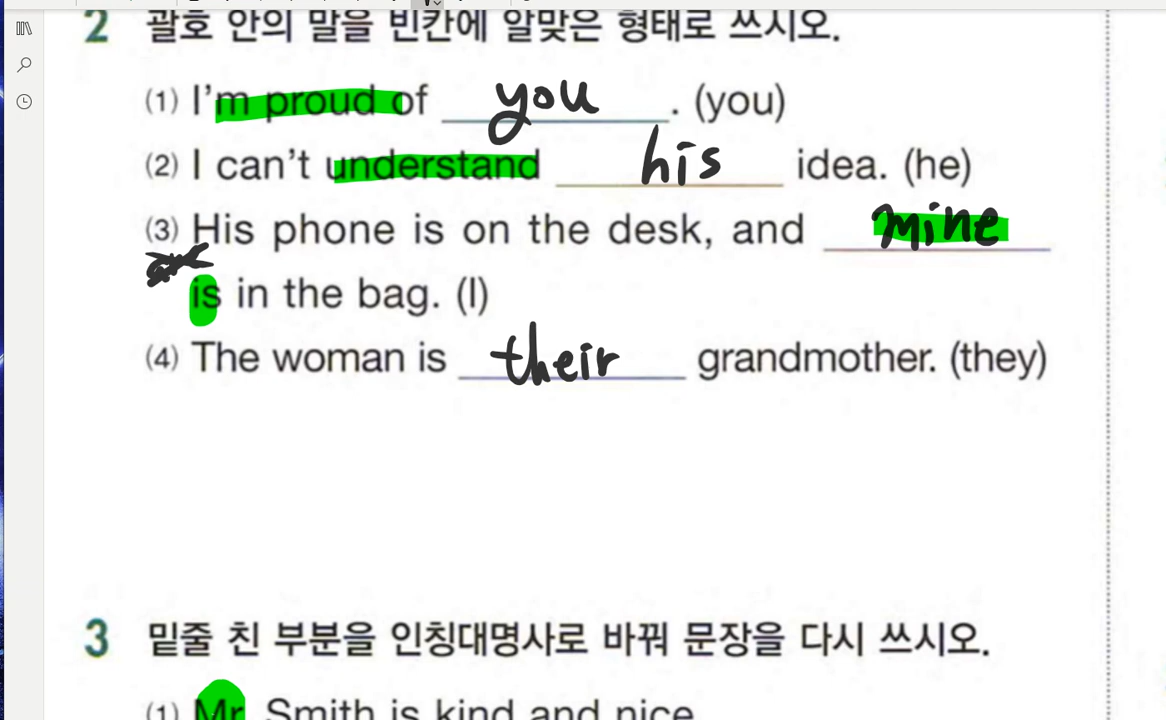 2 괄호 안의 말을 빈칸에 알맞은 형태로 쓰시오.
(1) I'm proud of you . (you)
(2) I can't understand his idea. (he)
(3) His phone is on the desk, and mine
is in the bag. (I)
(4) The woman is their grandmother. (they)
3 밑줄 친 부분을 인칭대명사로 바꿔 문장을 다시 쓰시오.
(1) Mr. Smith is kind and nice.